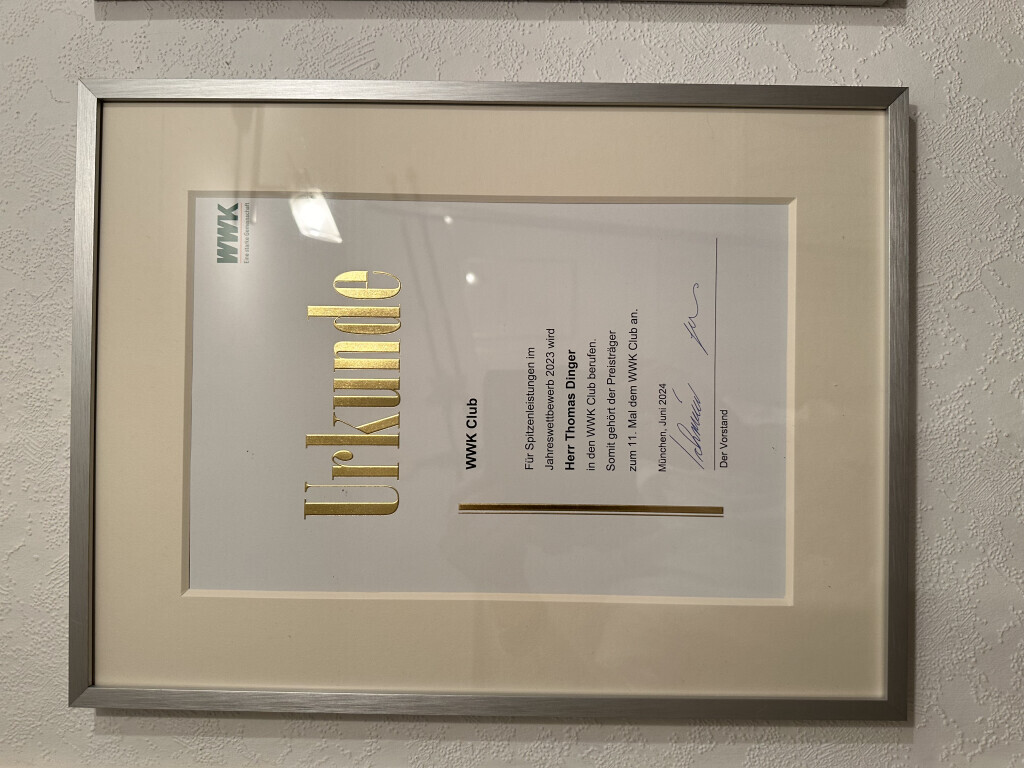 WWK
Eine starke Gemeinschaft
Urkunde
WWK Club
Für Spitzenleistungen im
Jahreswettbewerb 2023 wird
Herr Thomas Dinger
in den WWK Club berufen.
Somit gehört der Preisträger
zum 11. Mal dem WWK Club an.
München, Juni 2024
Der Vorstand